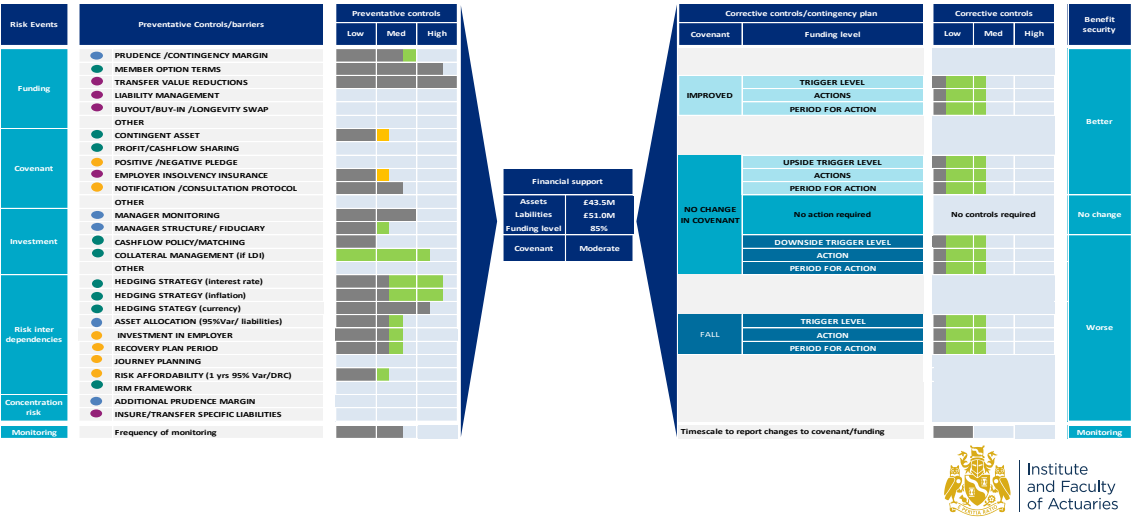 Risk Events
Preventative Controls/barriers
Preventative controls
Low Med High
Funding
PRUDENCE /CONTINGENCY MARGIN
MEMBER OPTION TERMS
TRANSFER VALUE REDUCTIONS
LIABILITY MANAGEMENT
BUYOUT/BUY-IN /LONGEVITY SWAP
OTHER
Covenant
CONTINGENT ASSET
PROFIT/CASHFLOW SHARING
POSITIVE /NEGATIVE PLEDGE
EMPLOYER INSOLVENCY INSURANCE
NOTIFICATION /CONSULTATION PROTOCOL
OTHER
Investment
MANAGER MONITORING
MANAGER STRUCTURE/ FIDUCIARY
CASHFLOW POLICY/MATCHING
COLLATERAL MANAGEMENT (if LDI)
OTHER
Risk inter
dependencies
HEDGING STRATEGY (interest rate)
HEDGING STRATEGY (inflation)
HEDGING STATEGY (currency)
ASSET ALLOCATION (95%Var/ liabilities)
INVESTMENT IN EMPLOYER
RECOVERY PLAN PERIOD
JOURNEY PLANNING
RISK AFFORDABILITY (1 yrs 95% Var/DRC)
IRM FRAMEWORK
Concentration
risk
ADDITIONAL PRUDENCE MARGIN
INSURE/TRANSFER SPECIFIC LIABILITIES
Monitoring
Frequency of monitoring
Financial support
Assets £43.5M
Labilities £51.0M
Funding level 85%
Covenant Moderate
Corrective controls/contingency plan
Covenant Funding level
Corrective controls
Low Med High
Benefit
security
IMPROVED
TRIGGER LEVEL
ACTIONS
PERIOD FOR ACTION
Better
NO CHANGE
IN COVENANT
UPSIDE TRIGGER LEVEL
ACTIONS
PERIOD FOR ACTION
No action required
No controls required
No change
DOWNSIDE TRIGGER LEVEL
ACTION
PERIOD FOR ACTION
FALL
TRIGGER LEVEL
ACTION
PERIOD FOR ACTION
Worse
Timescale to report changes to covenant/funding
Monitoring
Institute
and Faculty
of Actuaries